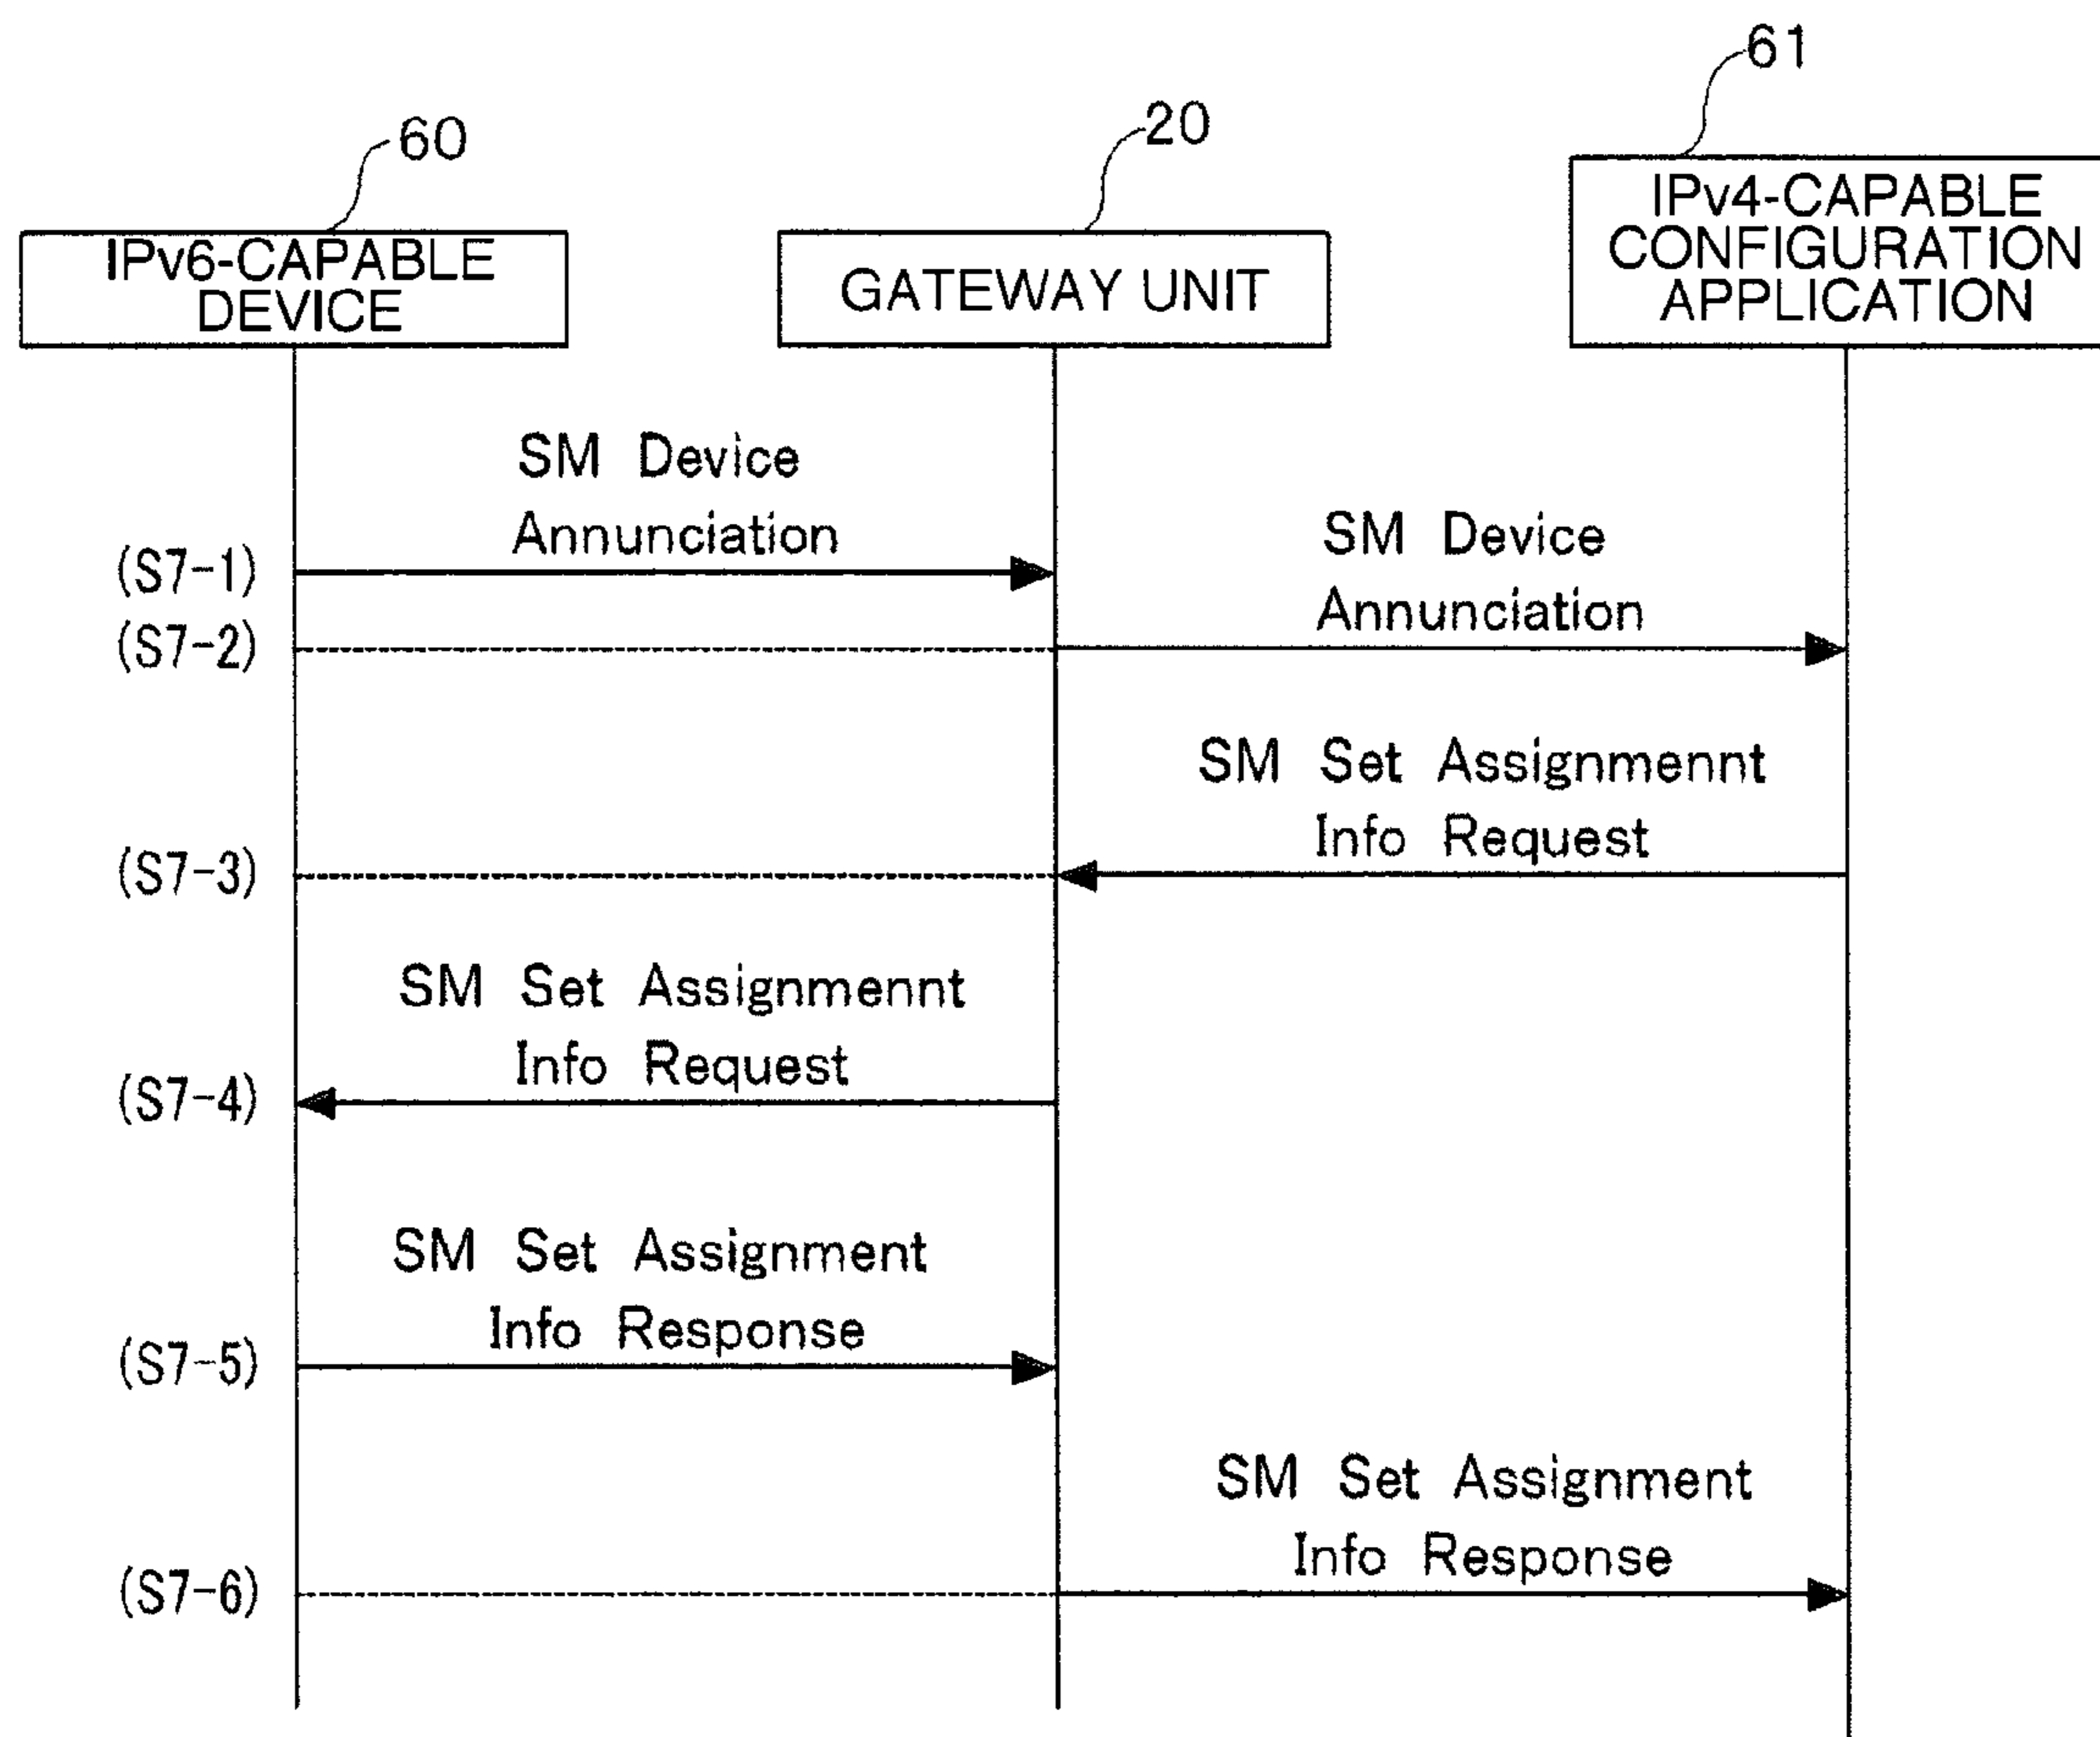 61
20
60
IPv6-CAPABLE
DEVICE
GATEWAY UNIT
IPv4-CAPABLE
CONFIGURATION
APPLICATION
SM Device
Annunciation
(S7-1)
SM Device
Annunciation
(S7-2)
SM Set Assignmennt
Info Request
(S7-3)
SM Set Assignmennt
Info Request
(S7-4)
SM Set Assignment
Info Response
(S7-5)
SM Set Assignment
Info Response
(S7-6)